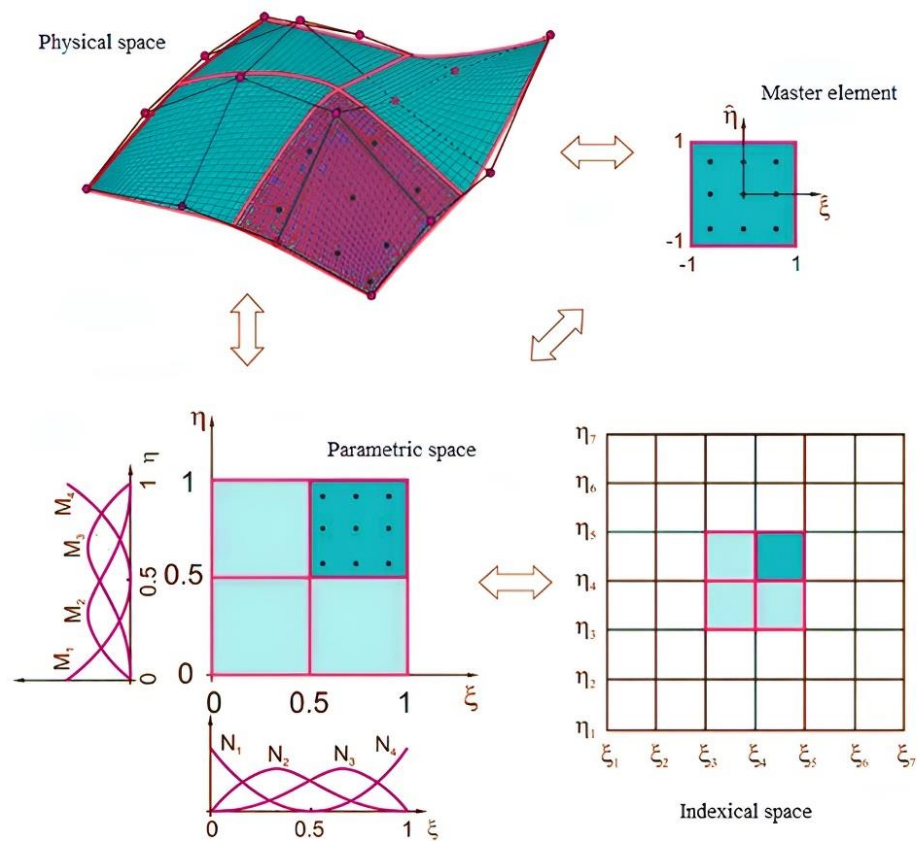 Physical space
Master element
η̂
1
ξ̂
-1
-1
1
η
Parametric space
1
0.5
0
0
0.5
1
ξ
η
1
0.5
0
M₄
M₃
M₂
M₁
N₁
N₂
N₃
N₄
0
0.5
1
ξ
η₇
η₆
η₅
η₄
η₃
η₂
η₁
ξ₁ ξ₂ ξ₃ ξ₄ ξ₅ ξ₆ ξ₇
Indexical space